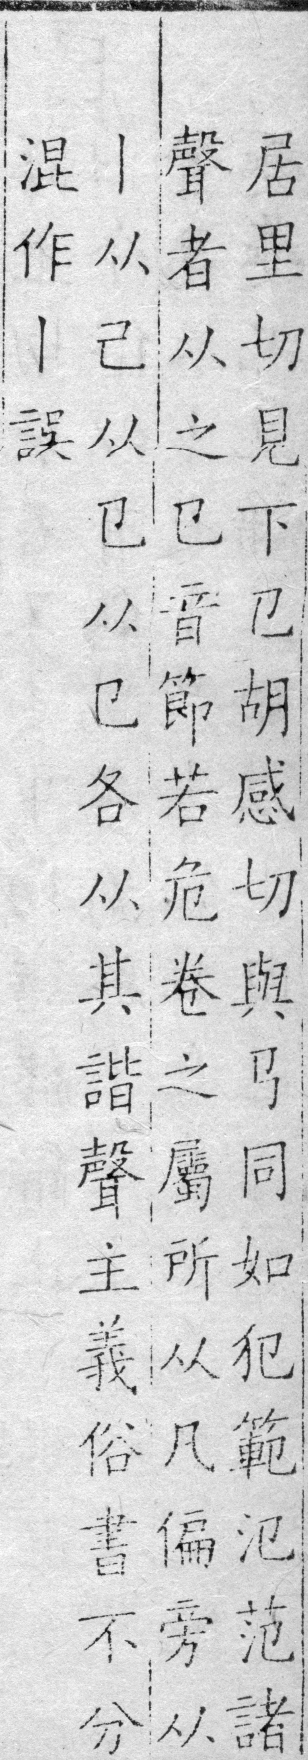 居里切見下㔾胡感切與𢎘同如犯範氾范諸
聲者从之㔾音節若危卷之屬所从凡偏旁从
丨从己从㔾从巳各从其諧聲主義俗書不分
混作丨誤